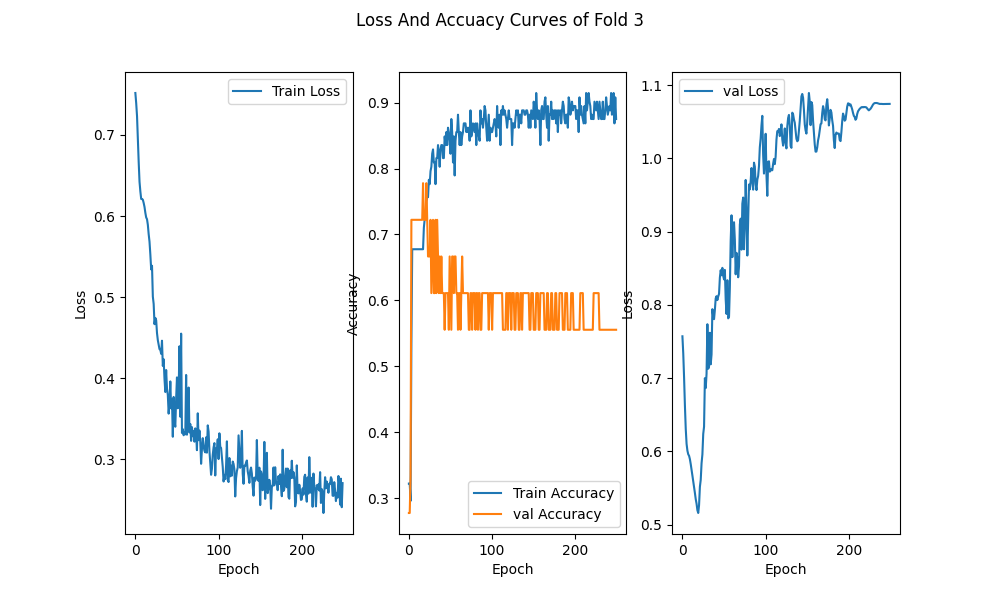 Loss And Accuacy Curves of Fold 3
Train Loss
0.7
0.6
0.5
0.4
0.3
Loss
0 100 200
Epoch
0.9
0.8
0.7
0.6
0.5
0.4
0.3
Accuracy
Train Accuracy
val Accuracy
0 100 200
Epoch
val Loss
1.1
1.0
0.9
0.8
0.7
0.6
0.5
Loss
0 100 200
Epoch